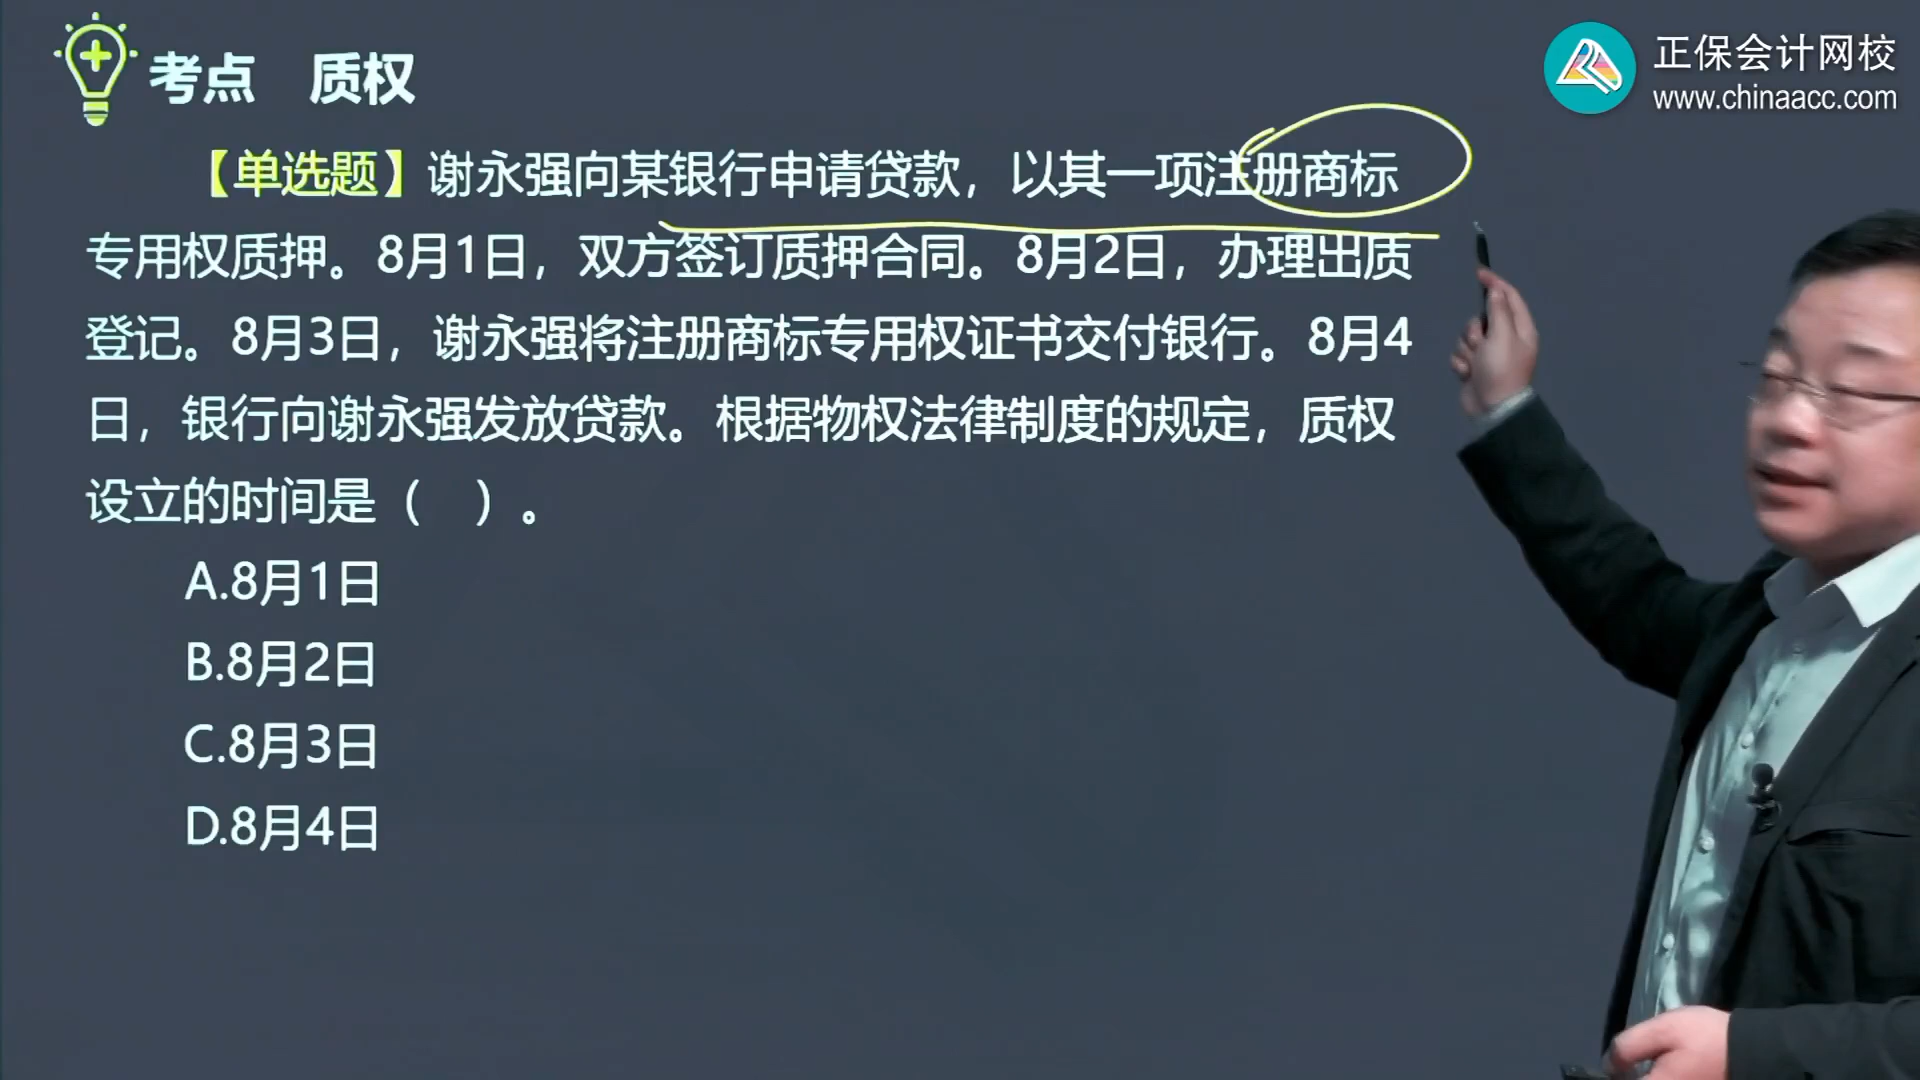 考点 质权
正保会计网校
www.chinaacc.com
【单选题】谢永强向某银行申请贷款，以其一项注册商标
专用权质押。8月1日，双方签订质押合同。8月2日，办理出质
登记。8月3日，谢永强将注册商标专用权证书交付银行。8月4
日，银行向谢永强发放贷款。根据物权法律制度的规定，质权
设立的时间是（ ）。
A.8月1日
B.8月2日
C.8月3日
D.8月4日